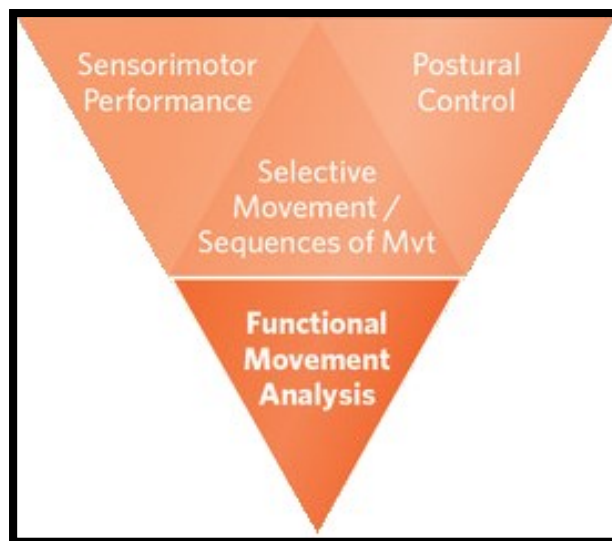 Sensorimotor
Performance
Postural
Control
Selective
Movement /
Sequences of Mvt
Functional
Movement
Analysis